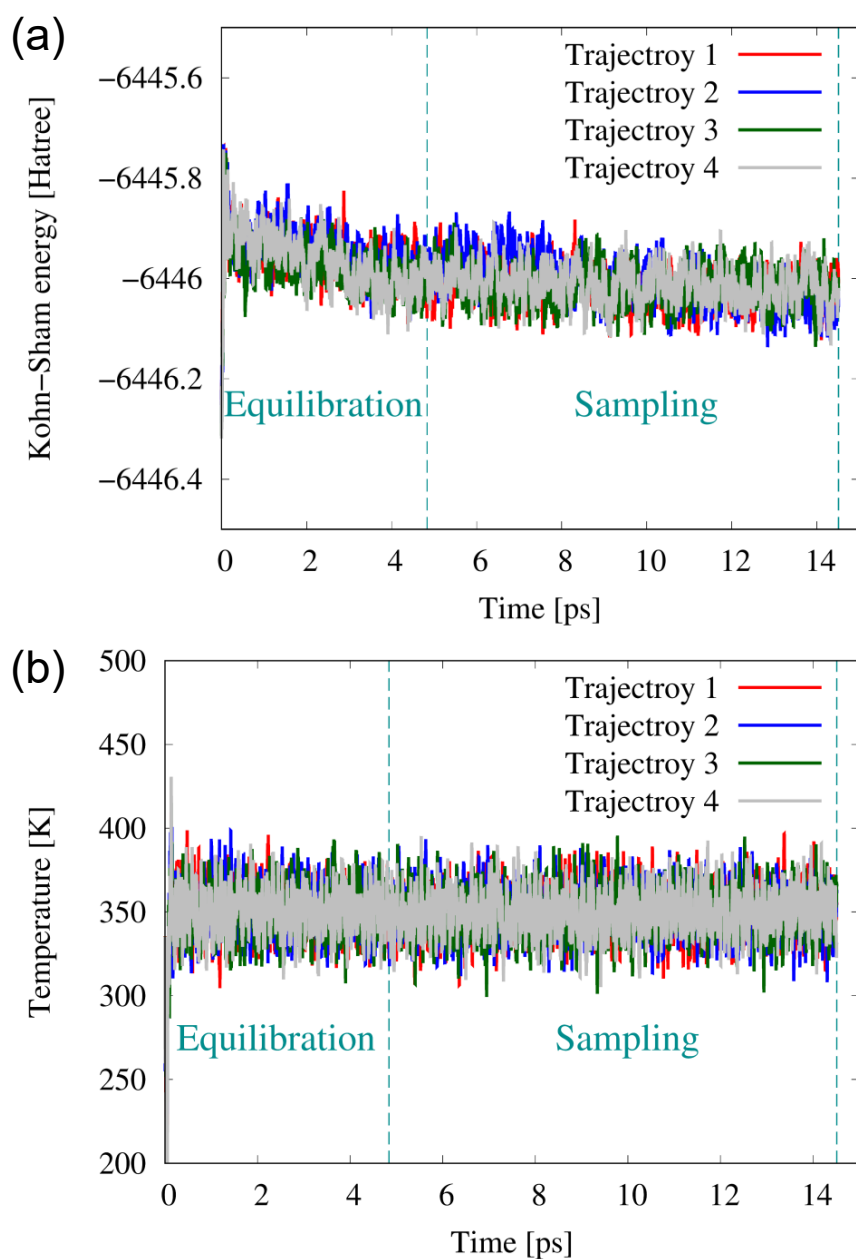 (a)
Kohn−Sham energy [Hatree]
−6445.6
−6445.8
−6446
−6446.2
−6446.4
Trajectroy 1
Trajectroy 2
Trajectroy 3
Trajectroy 4
Equilibration
Sampling
0 2 4 6 8 10 12 14
Time [ps]
(b)
Temperature [K]
500
450
400
350
300
250
200
Trajectroy 1
Trajectroy 2
Trajectroy 3
Trajectroy 4
Equilibration
Sampling
0 2 4 6 8 10 12 14
Time [ps]